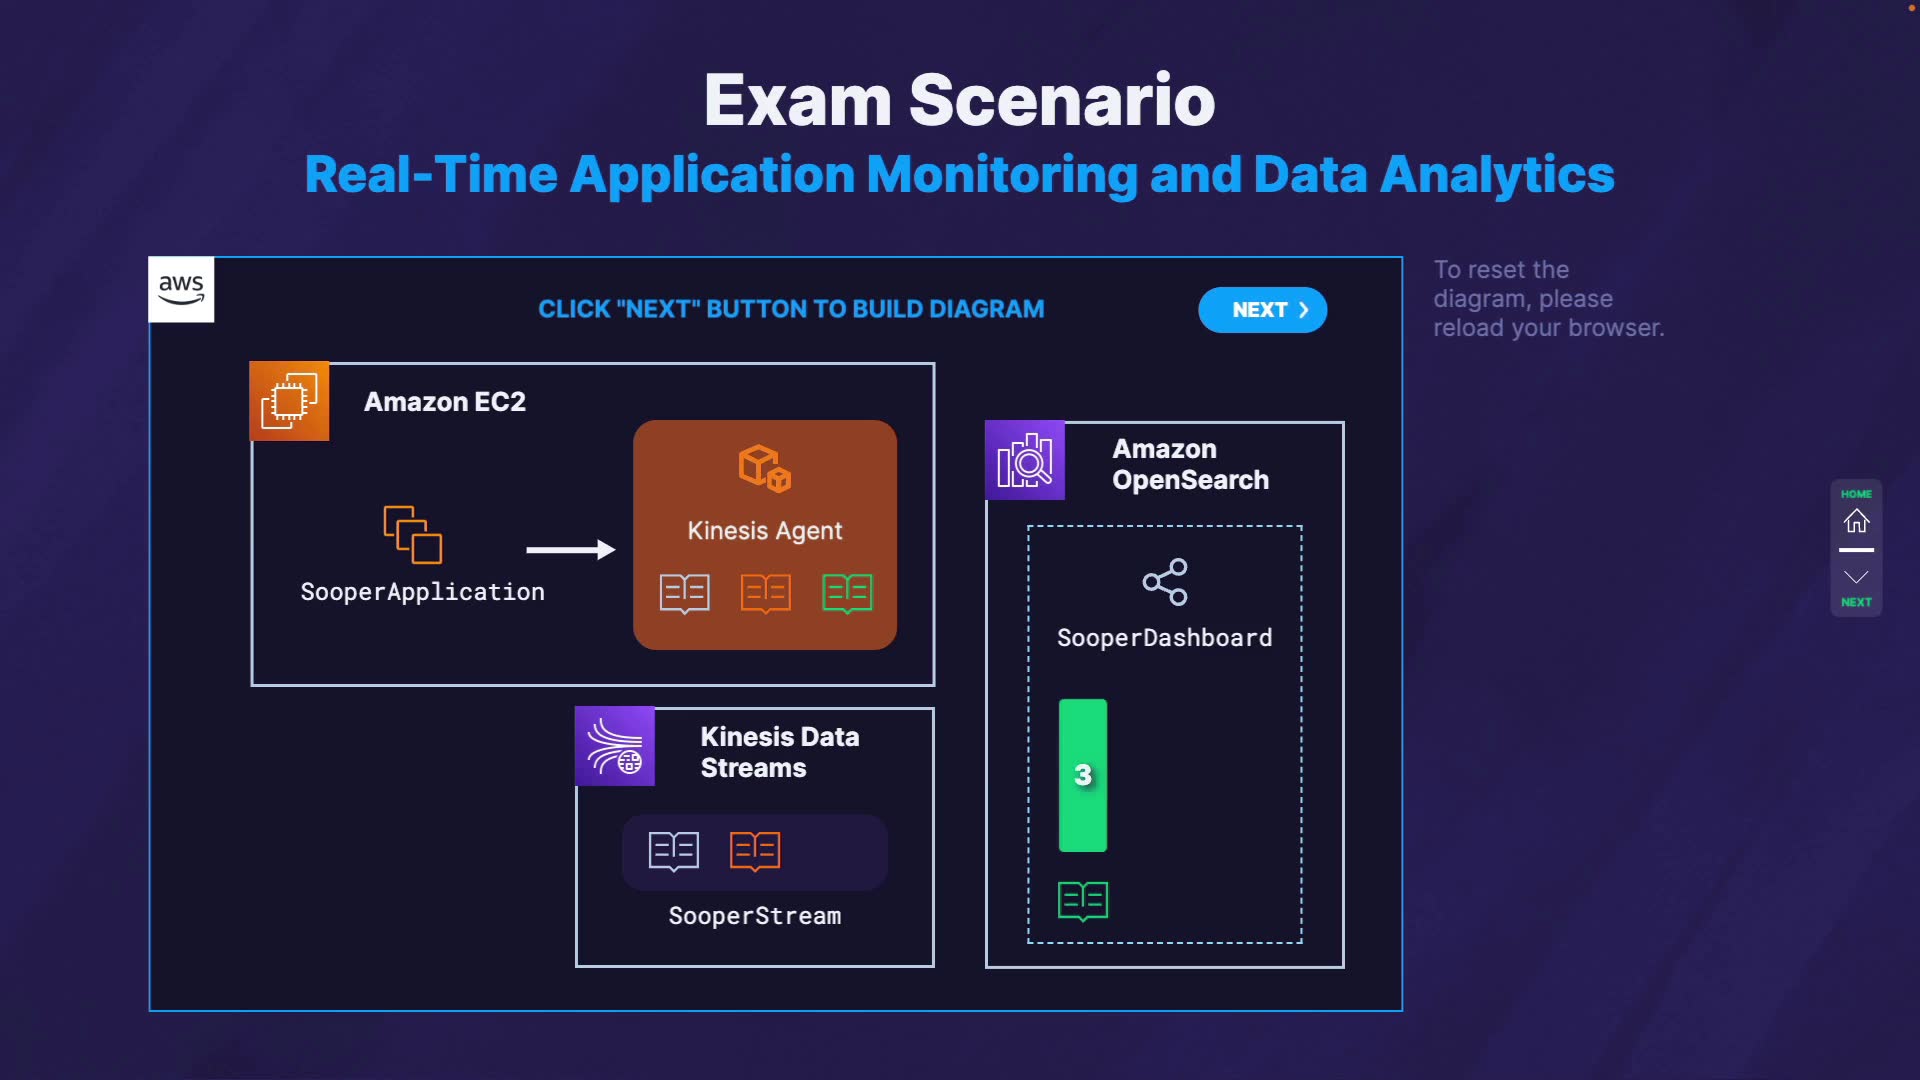 Exam Scenario
Real-Time Application Monitoring and Data Analytics
aws
CLICK "NEXT" BUTTON TO BUILD DIAGRAM
NEXT
To reset the
diagram, please
reload your browser.
Amazon EC2
SooperApplication
Kinesis Agent
Amazon
OpenSearch
SooperDashboard
3
Kinesis Data
Streams
SooperStream
HOME
NEXT